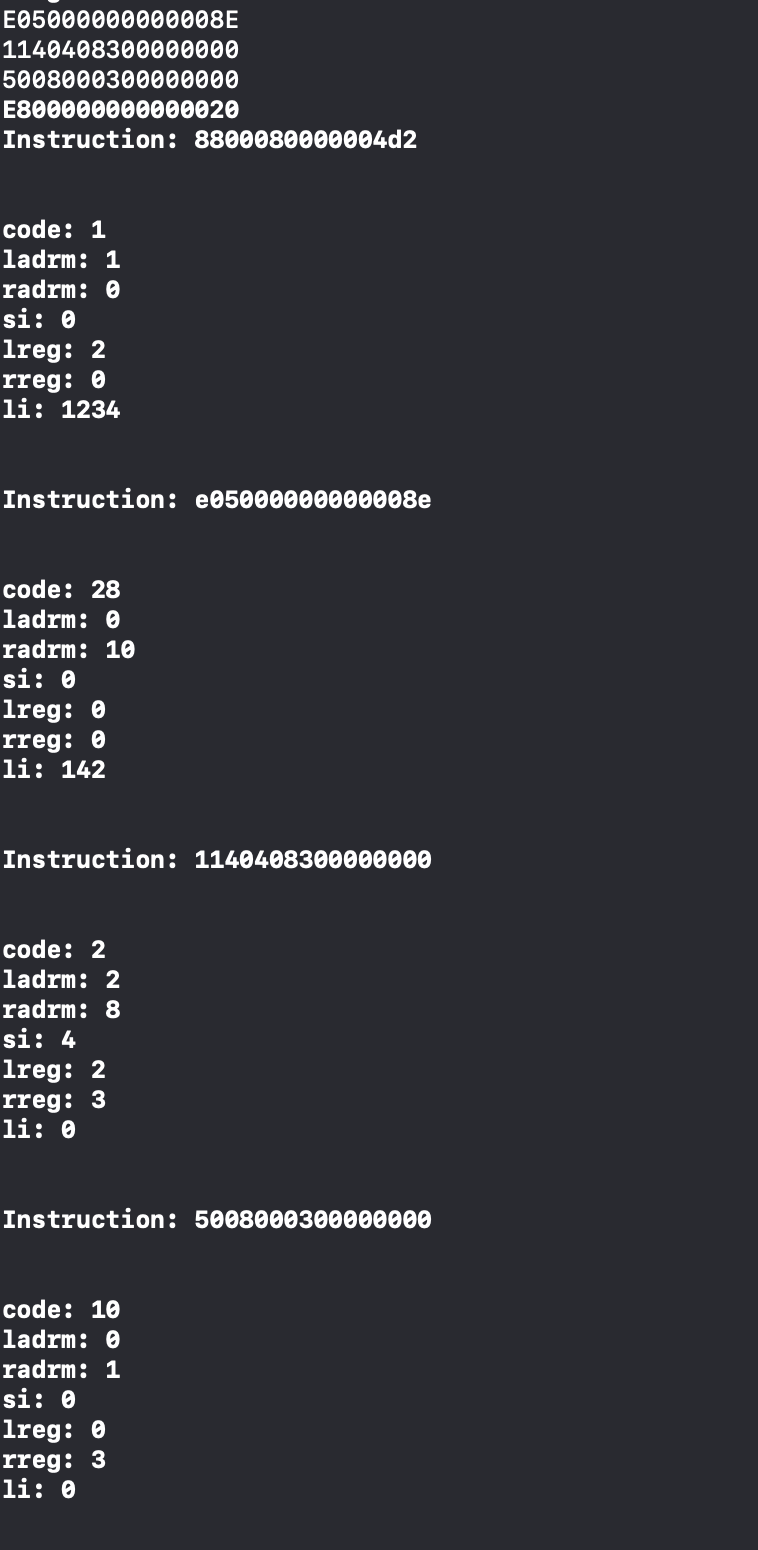 E05000000000008E
1140408300000000
5008000300000000
E800000000000020
Instruction: 8800080000004d2
code: 1
ladrm: 1
radrm: 0
si: 0
lreg: 2
rreg: 0
li: 1234
Instruction: e05000000000008e
code: 28
ladrm: 0
radrm: 10
si: 0
lreg: 0
rreg: 0
li: 142
Instruction: 1140408300000000
code: 2
ladrm: 2
radrm: 8
si: 4
lreg: 2
rreg: 3
li: 0
Instruction: 5008000300000000
code: 10
ladrm: 0
radrm: 1
si: 0
lreg: 0
rreg: 3
li: 0